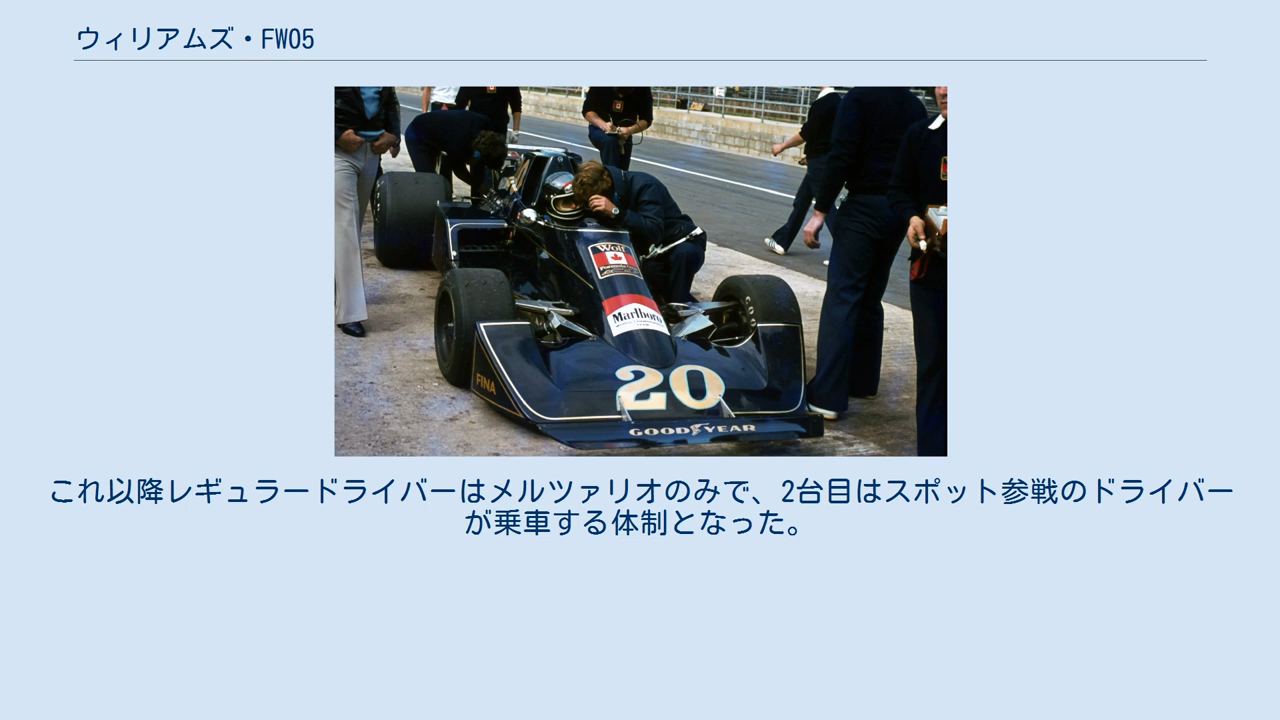 ウィリアムズ・FW05
Wolf
Marlboro
FINA
20
GOODYEAR
これ以降レギュラードライバーはメルツァリオのみで、2台目はスポット参戦のドライバー
が乗車する体制となった。